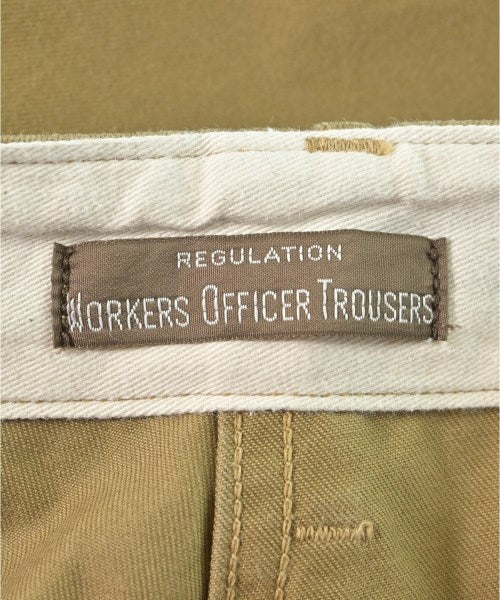 REGULATION
WORKERS OFFICER TROUSERS